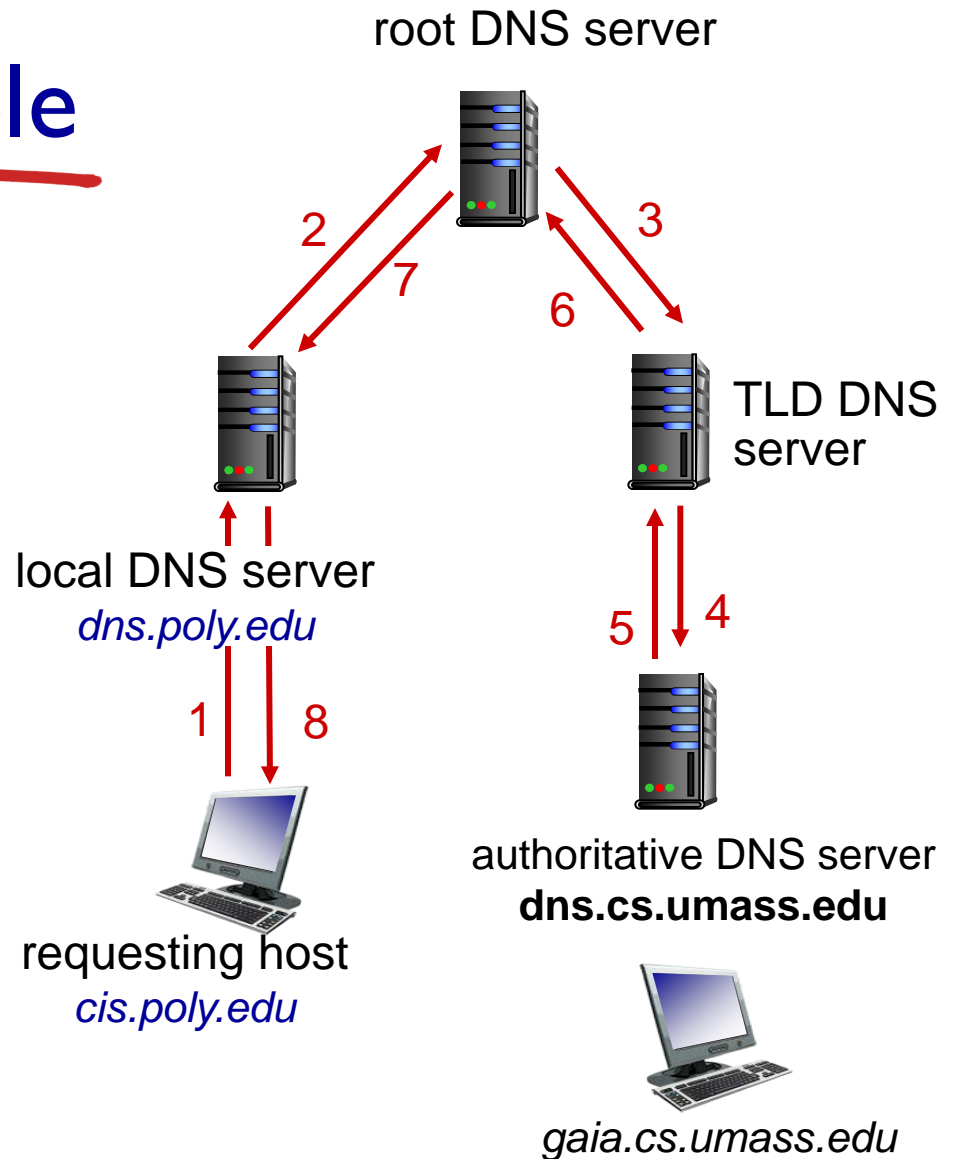 root DNS server
le
2
3
7
6
TLD DNS
server
local DNS server
dns.poly.edu
5
4
1
8
authoritative DNS server
dns.cs.umass.edu
requesting host
cis.poly.edu
gaia.cs.umass.edu